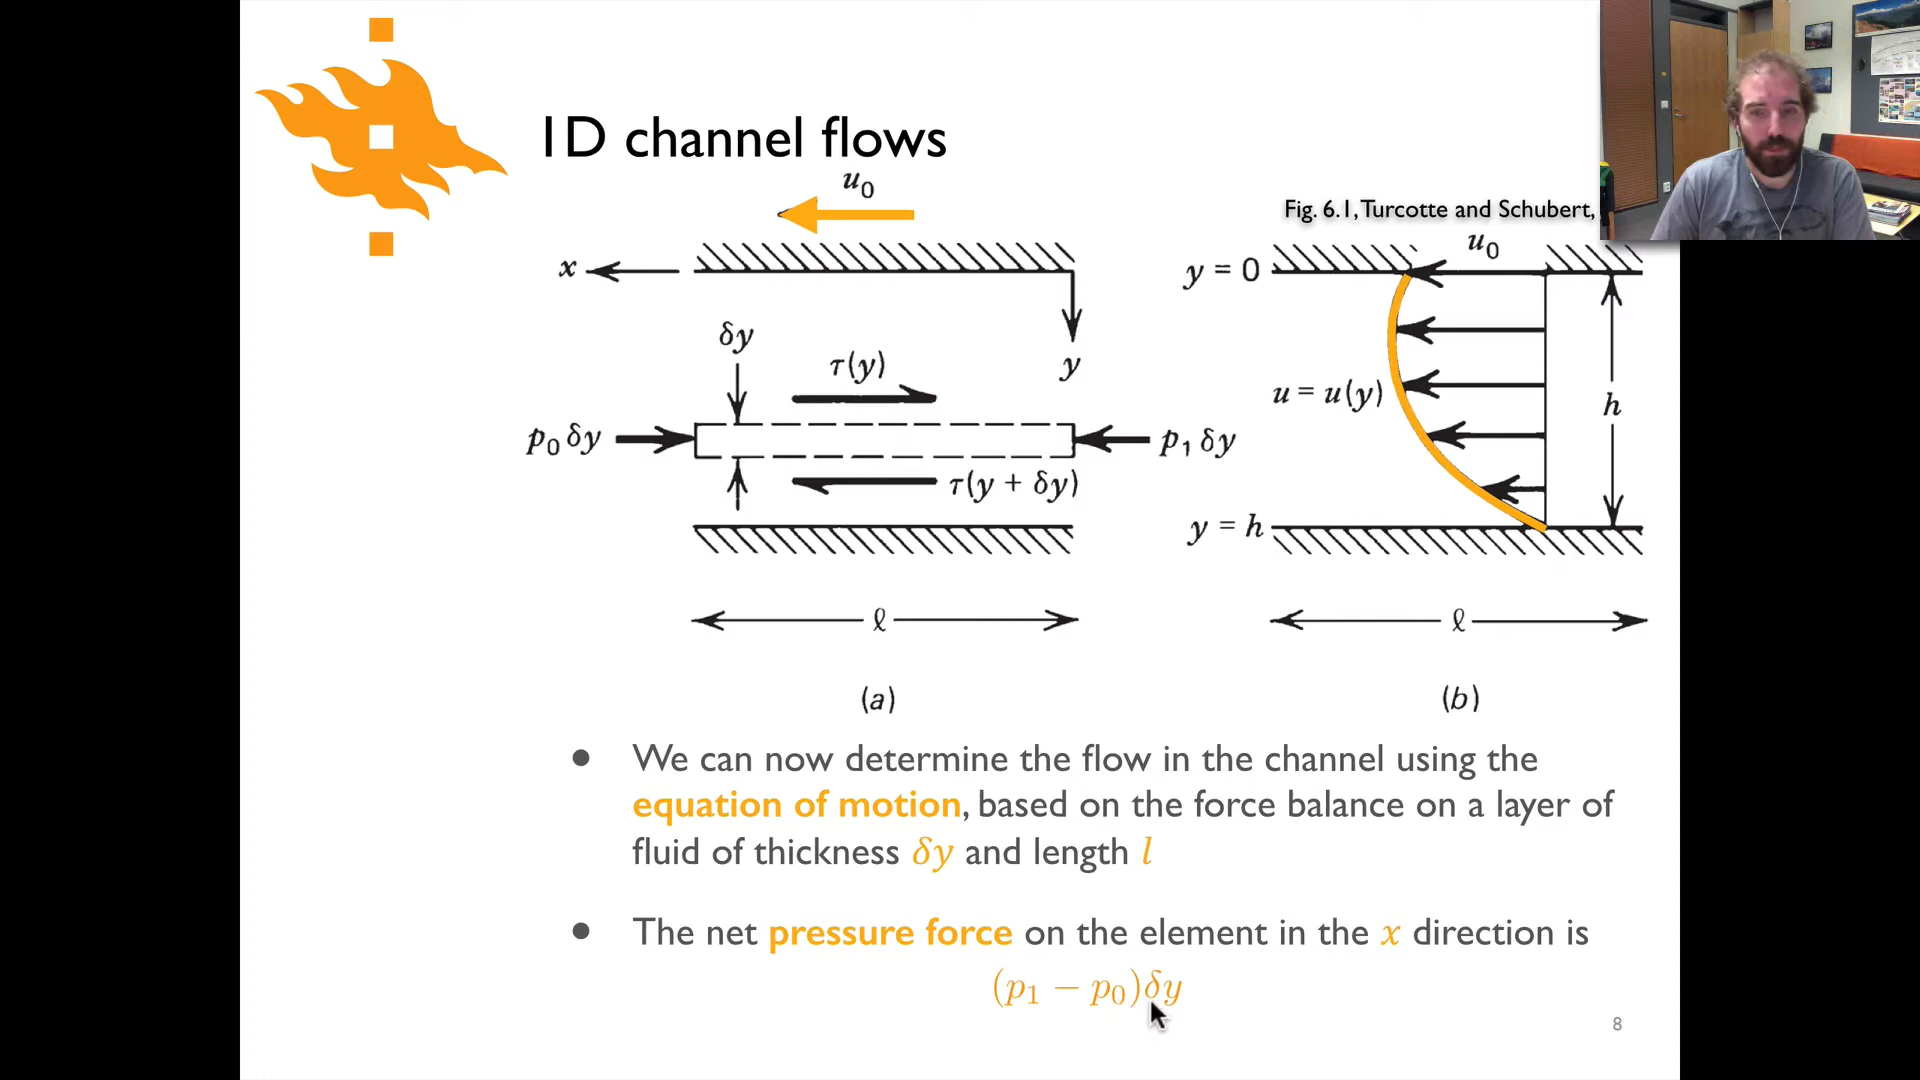 1D channel flows
u₀
Fig. 6.1, Turcotte and Schubert,
u₀
x
y = 0
δy
τ(y)
y
u = u(y)
h
p₀ δy
p₁ δy
τ(y + δy)
y = h
ℓ
ℓ
(a)
(b)
• We can now determine the flow in the channel using the
equation of motion, based on the force balance on a layer of
fluid of thickness δy and length l
• The net pressure force on the element in the x direction is
(p₁ − p₀)δy
8